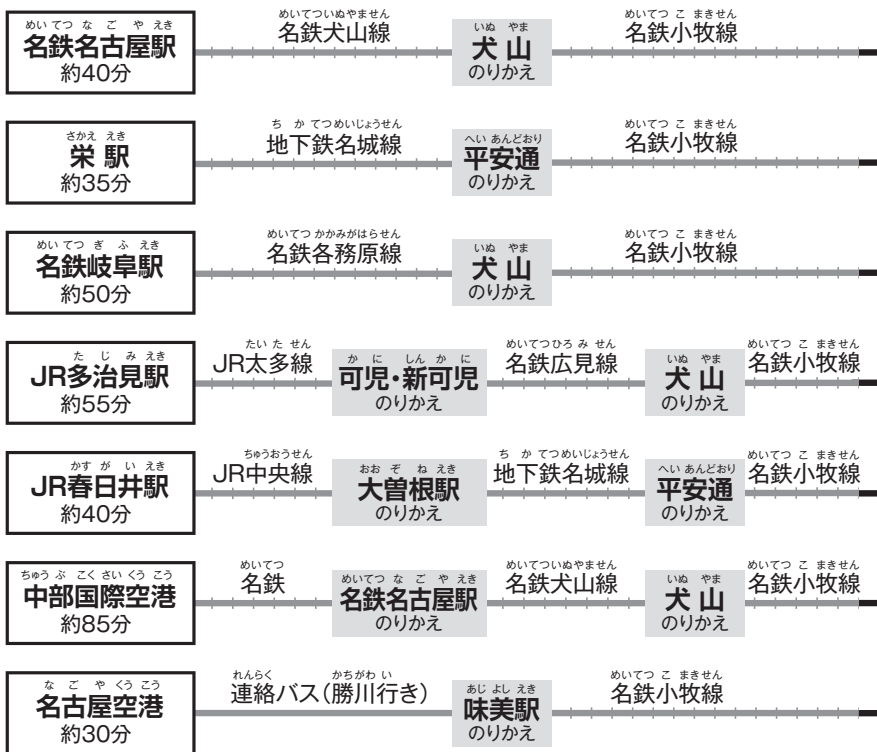 めいてつなごやえき
名鉄名古屋駅
約40分
めいてついぬやません
名鉄犬山線
いぬ やま
犬山
のりかえ
めいてつ こ まきせん
名鉄小牧線
さかええき
栄駅
約35分
ち か てつめいじょうせん
地下鉄名城線
へいあんどおり
平安通
のりかえ
めいてつ こ まきせん
名鉄小牧線
めいてつ ぎ ふ えき
名鉄岐阜駅
約50分
めいてつ かかみがはらせん
名鉄各務原線
いぬ やま
犬山
のりかえ
めいてつ こ まきせん
名鉄小牧線
た じ み えき
JR多治見駅
約55分
たい た せん
JR太多線
か に しん か に
可児・新可児
のりかえ
めいてつひろ み せん
名鉄広見線
いぬ やま
犬山
のりかえ
めいてつ こ まきせん
名鉄小牧線
かす が い えき
JR春日井駅
約40分
ちゅうおうせん
JR中央線
おお ぞ ね えき
大曽根駅
のりかえ
ち か てつめいじょうせん
地下鉄名城線
へいあんどおり
平安通
のりかえ
めいてつ こ まきせん
名鉄小牧線
ちゅう ぶ こく さい くう こう
中部国際空港
約85分
めいてつ
名鉄
めいてつ な ご や えき
名鉄名古屋駅
のりかえ
めいてついぬやません
名鉄犬山線
いぬ やま
犬山
のりかえ
めいてつ こ まきせん
名鉄小牧線
な ご や くう こう
名古屋空港
約30分
れんらく かちがわ い
連絡バス(勝川行き)
あじ よし えき
味美駅
のりかえ
めいてつ こ まきせん
名鉄小牧線